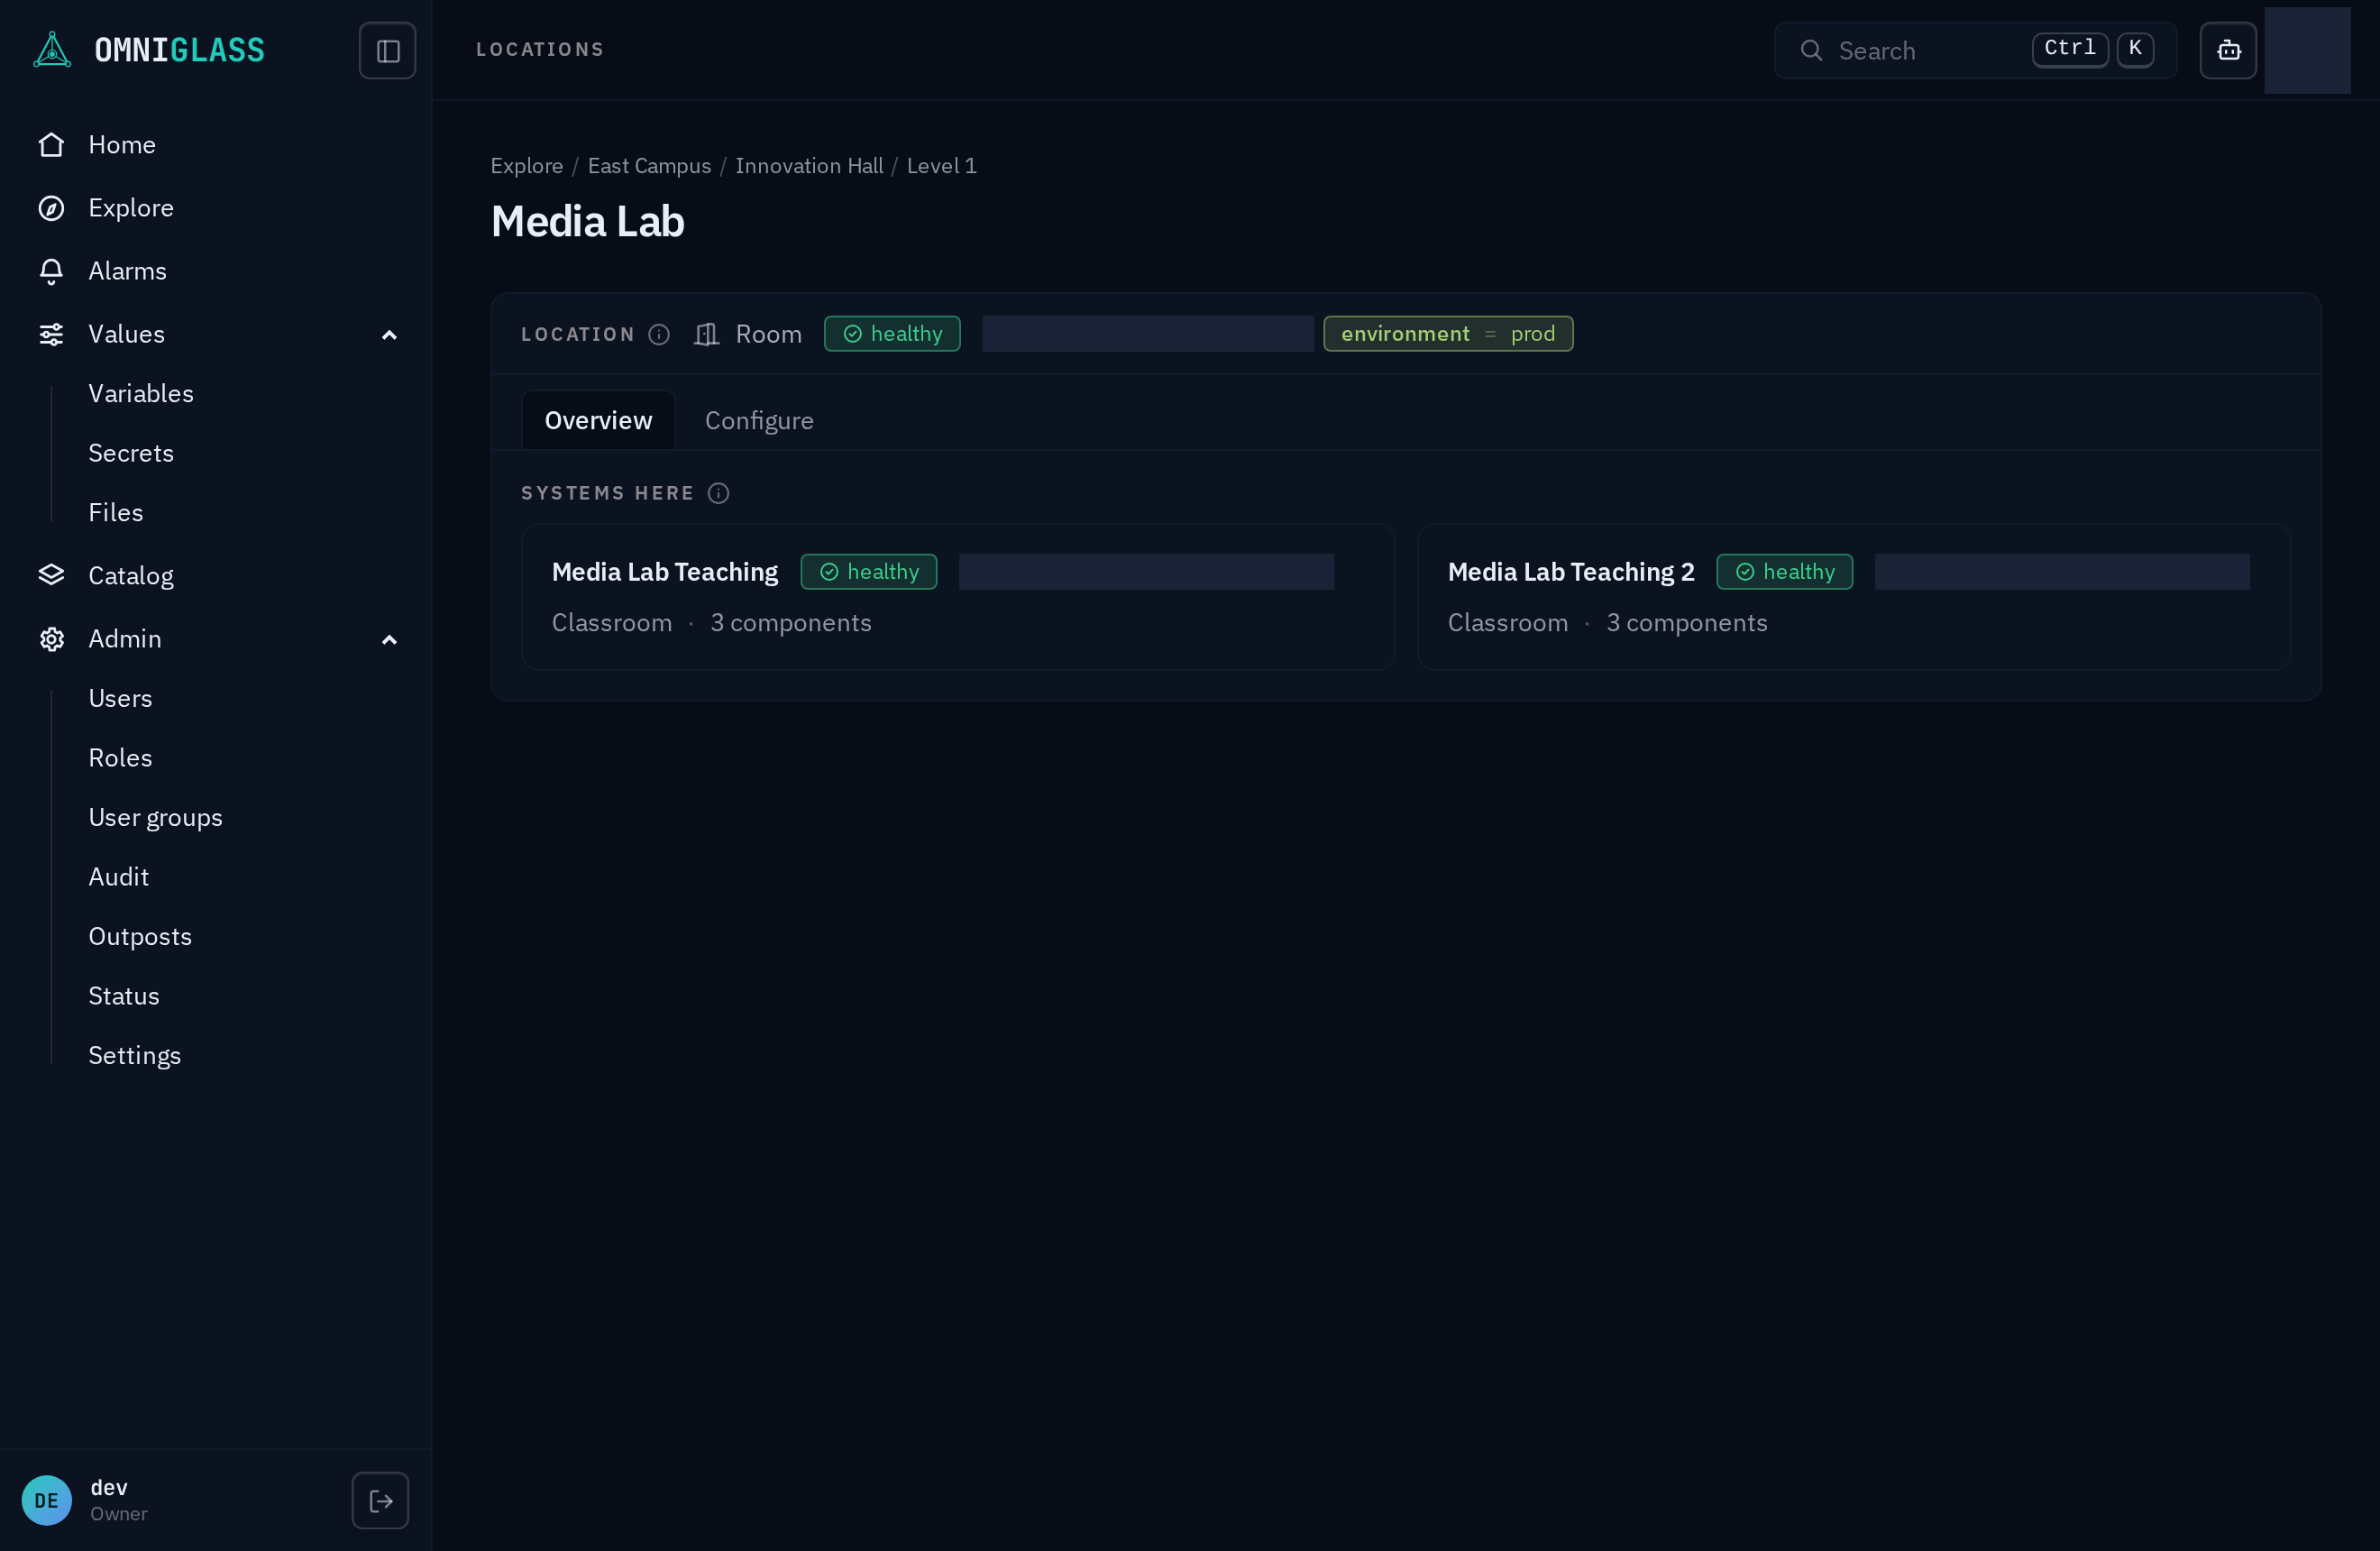 OMNIGLASS
LOCATIONS
Search
Ctrl K
Home
Explore
Alarms
Values
Variables
Secrets
Files
Catalog
Admin
Users
Roles
User groups
Audit
Outposts
Status
Settings
DE
dev
Owner
Explore / East Campus / Innovation Hall / Level 1
Media Lab
LOCATION Room healthy environment = prod
Overview Configure
SYSTEMS HERE
Media Lab Teaching healthy
Classroom · 3 components
Media Lab Teaching 2 healthy
Classroom · 3 components